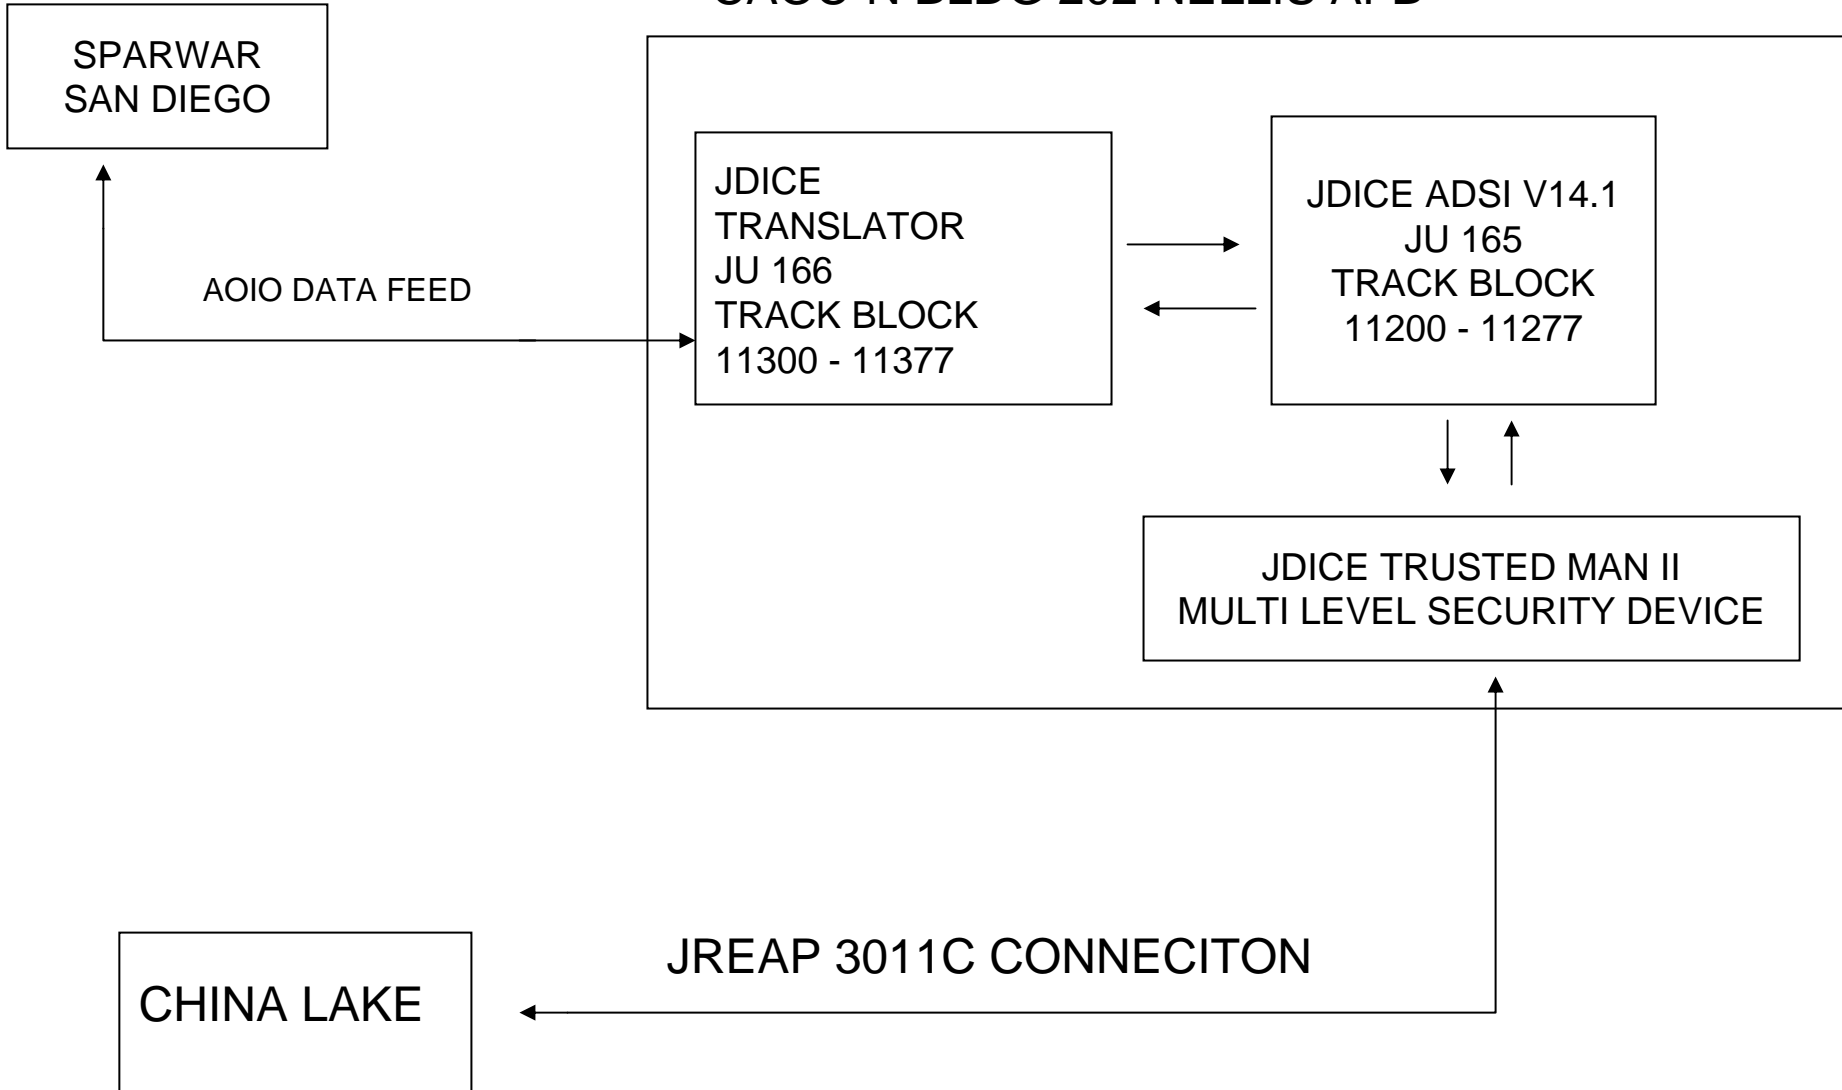 SPARWAR
SAN DIEGO
AOIO DATA FEED
JDICE
TRANSLATOR
JU 166
TRACK BLOCK
11300 - 11377
JDICE ADSI V14.1
JU 165
TRACK BLOCK
11200 - 11277
JDICE TRUSTED MAN II
MULTI LEVEL SECURITY DEVICE
JREAP 3011C CONNECITON
CHINA LAKE